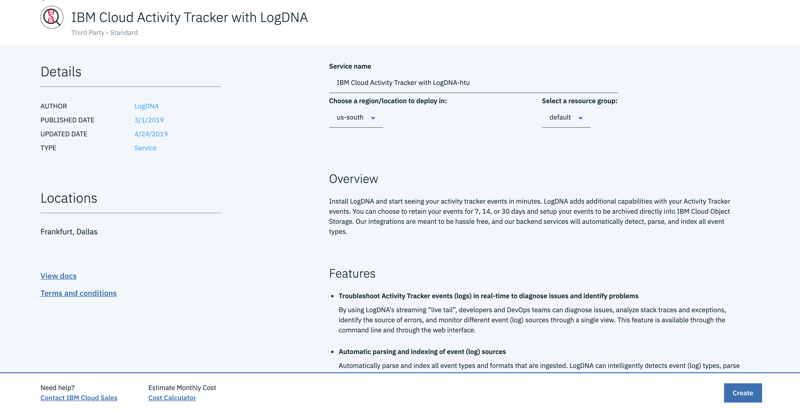 IBM Cloud Activity Tracker with LogDNA
Third Party - Standard
Details
AUTHOR LogDNA
PUBLISHED DATE 3/1/2019
UPDATED DATE 4/24/2019
TYPE Service
Locations
Frankfurt, Dallas
View docs
Terms and conditions
Service name
IBM Cloud Activity Tracker with LogDNA-htu
Choose a region/location to deploy in: Select a resource group:
us-south default
Overview
Install LogDNA and start seeing your activity tracker events in minutes. LogDNA adds additional capabilities with your Activity Tracker
events. You can choose to retain your events for 7, 14, or 30 days and setup your events to be archived directly into IBM Cloud Object
Storage. Our integrations are meant to be hassle free, and our backend services will automatically detect, parse, and index all event
types.
Features
• Troubleshoot Activity Tracker events (logs) in real-time to diagnose issues and identify problems
By using LogDNA's streaming "live tail", developers and DevOps teams can diagnose issues, analyze stack traces and exceptions,
identify the source of errors, and monitor different event (log) sources through a single view. This feature is available through the
command line and through the web interface.
• Automatic parsing and indexing of event (log) sources
Automatically parse and index all event types and formats that are ingested. LogDNA can intelligently detects event (log) types, parse
Need help? Estimate Monthly Cost
Contact IBM Cloud Sales Cost Calculator
Create